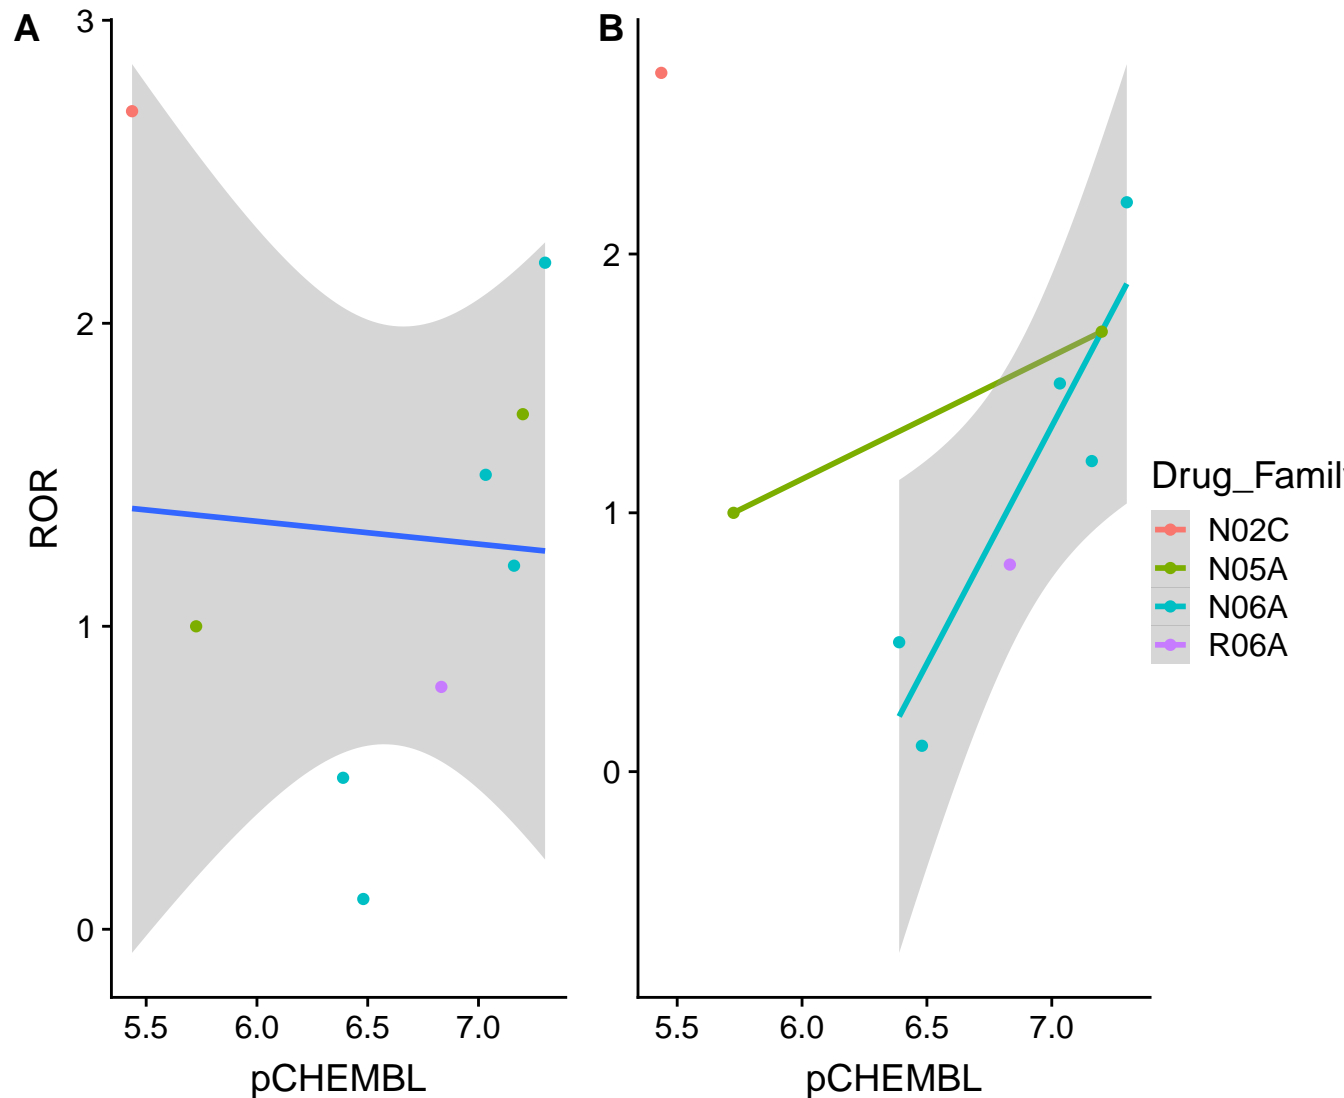 A
B
3
2
1
0
ROR
5.5 6.0 6.5 7.0
pCHEMBL
2
1
0
5.5 6.0 6.5 7.0
pCHEMBL
Drug_Famil
N02C
N05A
N06A
R06A